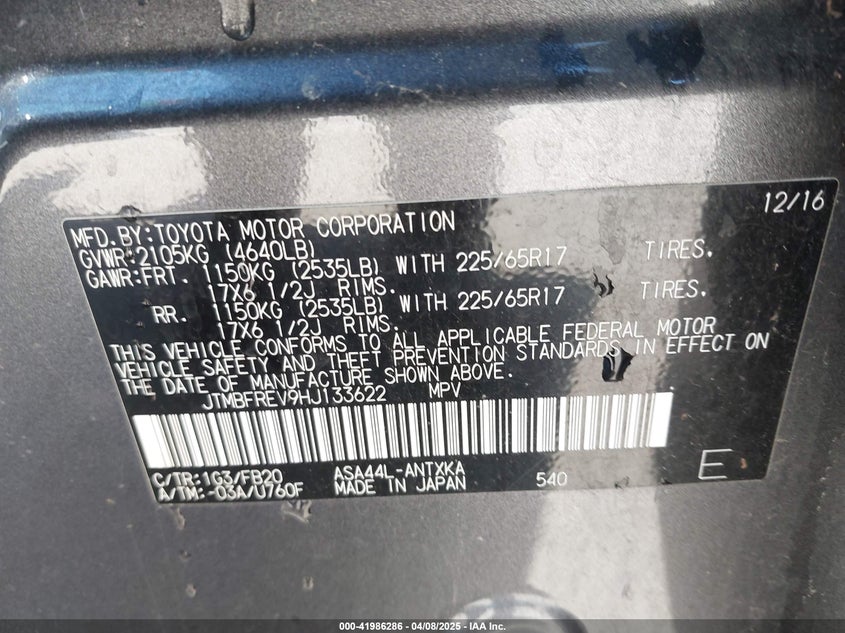 12/16
MFD. BY: TOYOTA MOTOR CORPORATION
GVWR: 2105KG (4640LB)
GAWR: FRT. 1150KG (2535LB) WITH 225/65R17 TIRES.
17X6 1/2J RIMS.
RR. 1150KG (2535LB) WITH 225/65R17 TIRES.
17X6 1/2J RIMS.
THIS VEHICLE CONFORMS TO ALL APPLICABLE FEDERAL MOTOR
VEHICLE SAFETY AND THEFT PREVENTION STANDARDS IN EFFECT ON
THE DATE OF MANUFACTURE SHOWN ABOVE.
JTMBFREV9HJ133622 MPV
C/TR: 1G3/FB20 ASA44L-ANTXKA 540 E
A/TM: -03A/U760F MADE IN JAPAN
000-41986286 - 04/08/2025 - IAA Inc.